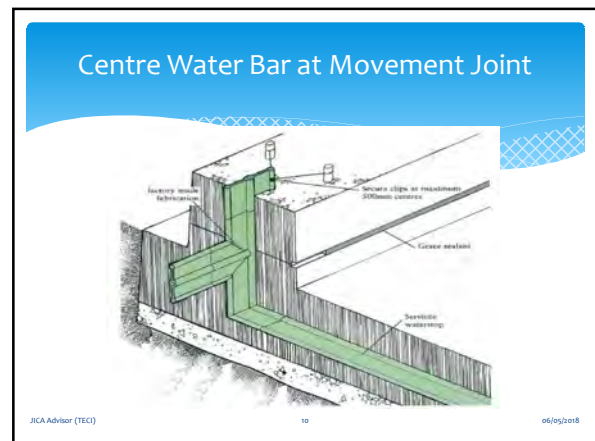 Centre Water Bar at Movement Joint
factory made
fabrication
Secure clips at maximum
500mm centres
Grace sealant
Servitite
waterstop
JICA Advisor (TECI)
10
06/05/2018